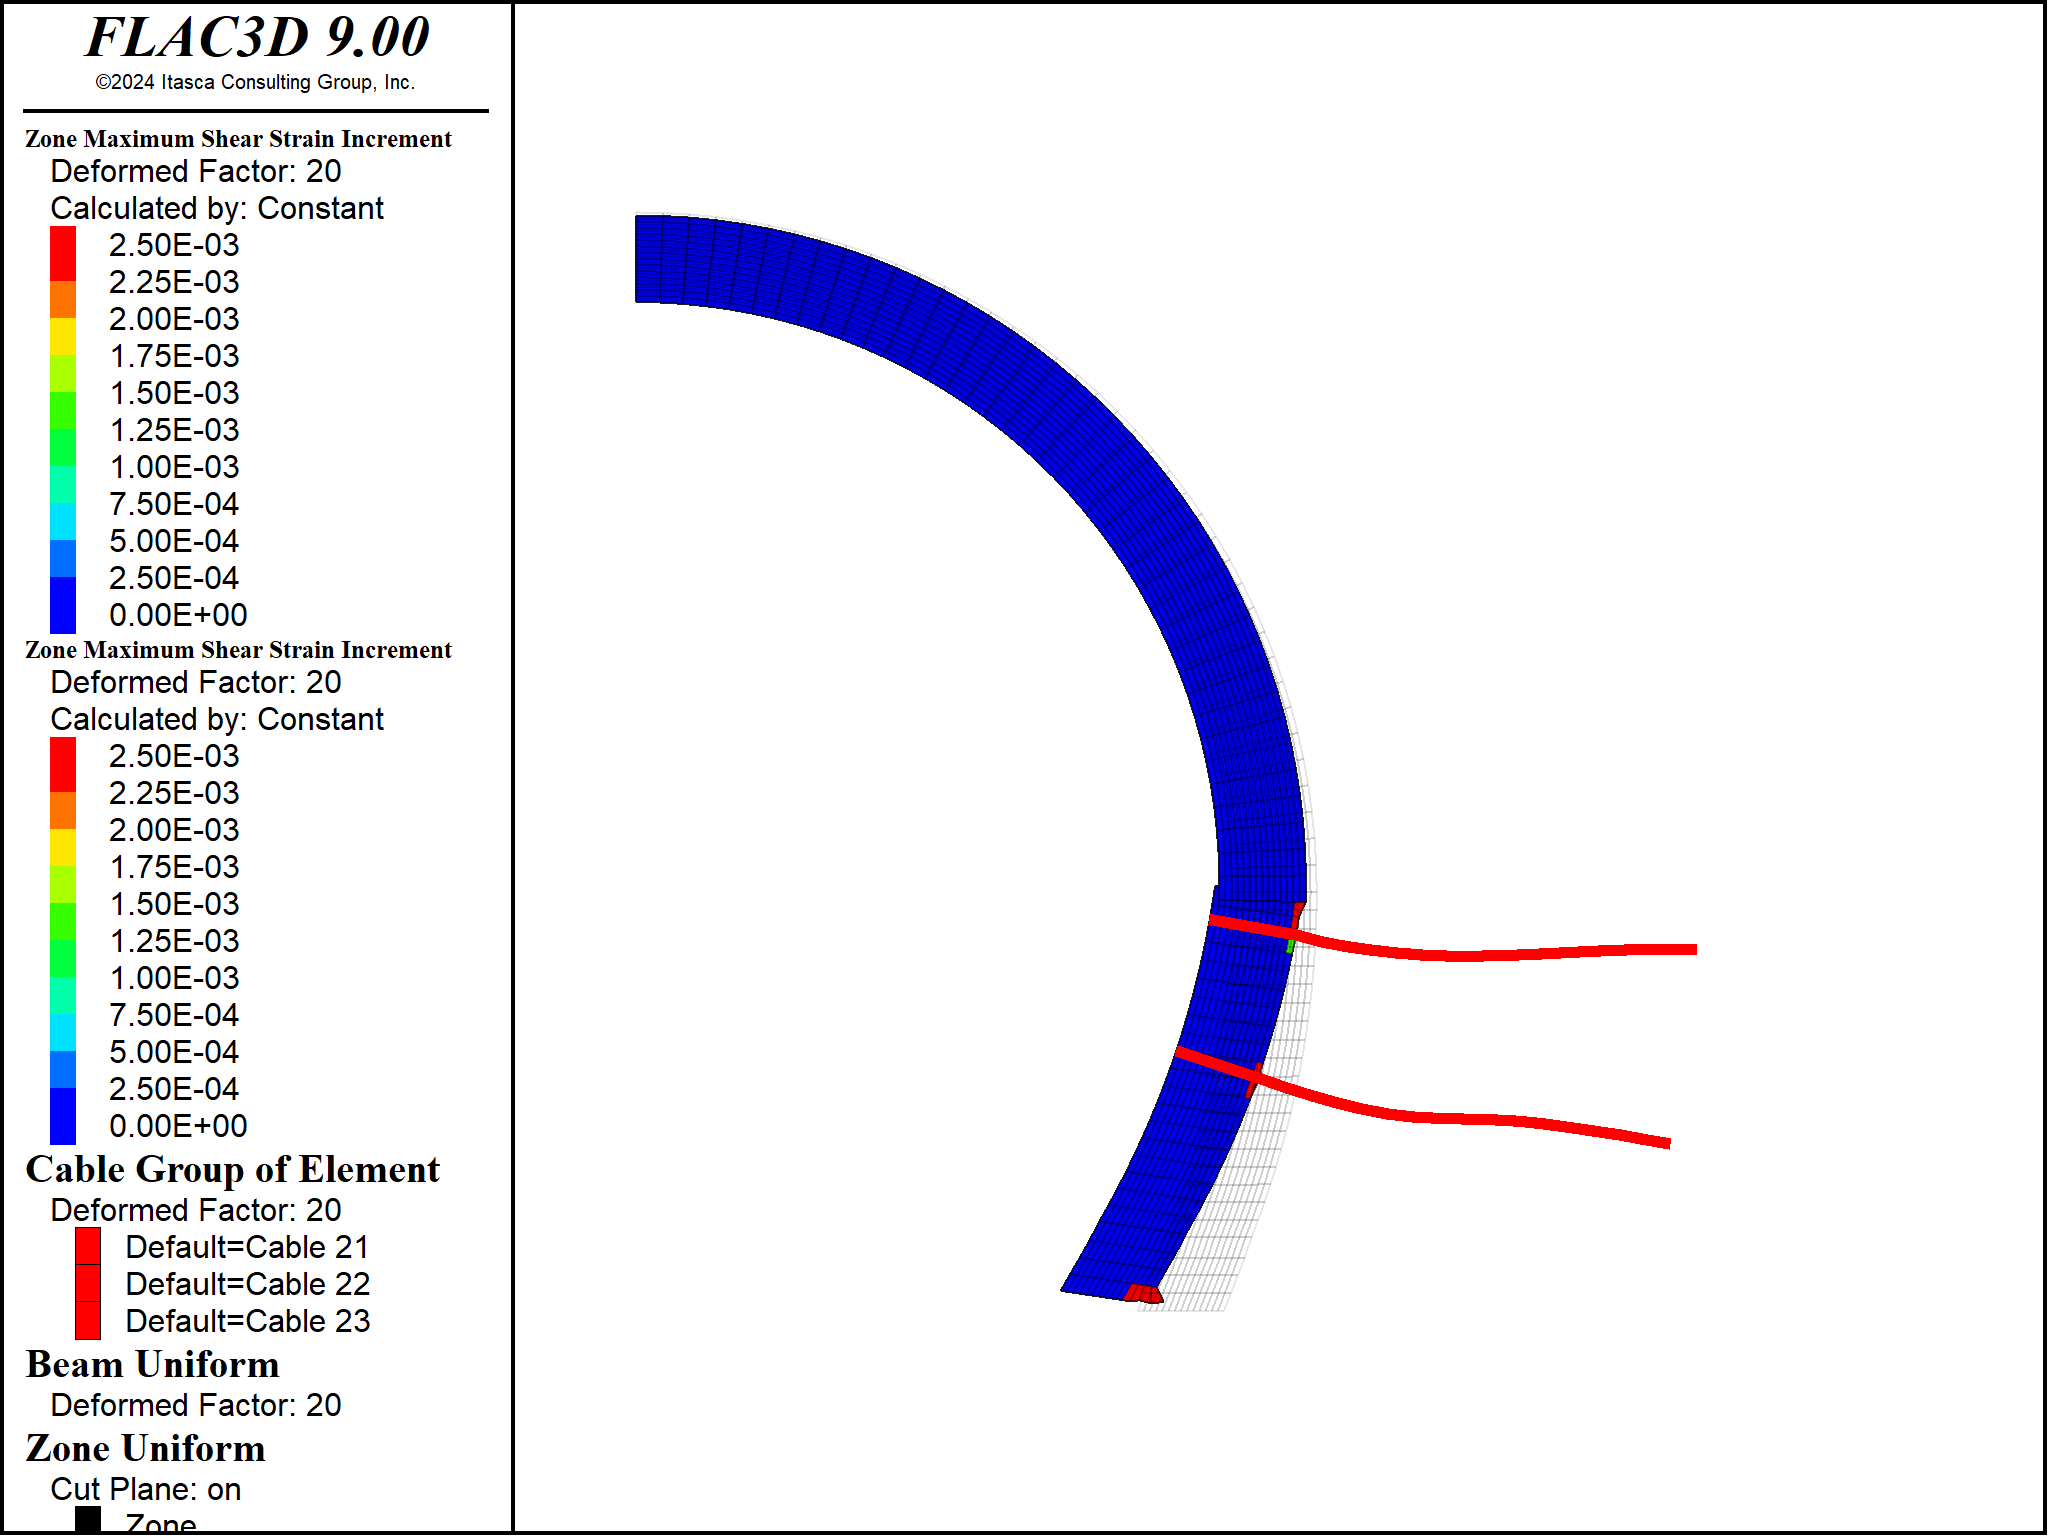 FLAC3D 9.00
©2024 Itasca Consulting Group, Inc.
Zone Maximum Shear Strain Increment
Deformed Factor: 20
Calculated by: Constant
2.50E-03
2.25E-03
2.00E-03
1.75E-03
1.50E-03
1.25E-03
1.00E-03
7.50E-04
5.00E-04
2.50E-04
0.00E+00
Zone Maximum Shear Strain Increment
Deformed Factor: 20
Calculated by: Constant
2.50E-03
2.25E-03
2.00E-03
1.75E-03
1.50E-03
1.25E-03
1.00E-03
7.50E-04
5.00E-04
2.50E-04
0.00E+00
Cable Group of Element
Deformed Factor: 20
Default=Cable 21
Default=Cable 22
Default=Cable 23
Beam Uniform
Deformed Factor: 20
Zone Uniform
Cut Plane: on
Zone